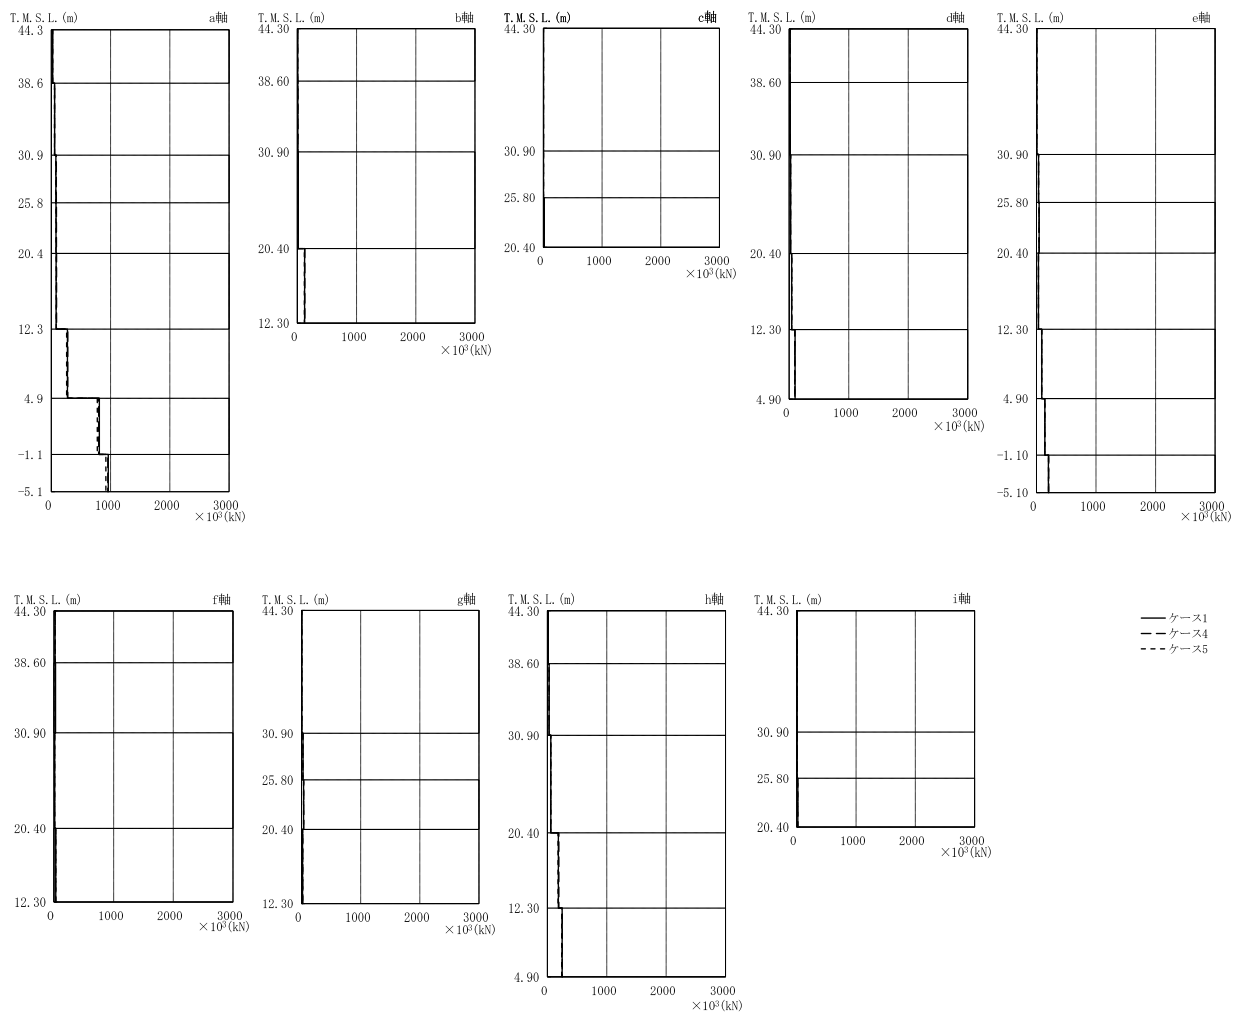 T.M.S.L.(m) a軸
44.3
38.6
30.9
25.8
20.4
12.3
4.9
-1.1
-5.1
0 1000 2000 3000
×10³(kN)
T.M.S.L.(m) b軸
44.30
38.60
30.90
20.40
12.30
0 1000 2000 3000
×10³(kN)
T.M.S.L.(m) c軸
44.30
30.90
25.80
20.40
0 1000 2000 3000
×10³(kN)
T.M.S.L.(m) d軸
44.30
38.60
30.90
20.40
12.30
4.90
0 1000 2000 3000
×10³(kN)
T.M.S.L.(m) e軸
44.30
30.90
25.80
20.40
12.30
4.90
-1.10
-5.10
0 1000 2000 3000
×10³(kN)
T.M.S.L.(m) f軸
44.30
38.60
30.90
20.40
12.30
0 1000 2000 3000
×10³(kN)
T.M.S.L.(m) g軸
44.30
30.90
25.80
20.40
12.30
0 1000 2000 3000
×10³(kN)
T.M.S.L.(m) h軸
44.30
38.60
30.90
20.40
12.30
4.90
0 1000 2000 3000
×10³(kN)
T.M.S.L.(m) i軸
44.30
30.90
25.80
20.40
0 1000 2000 3000
×10³(kN)
ケース1
ケース4
ケース5